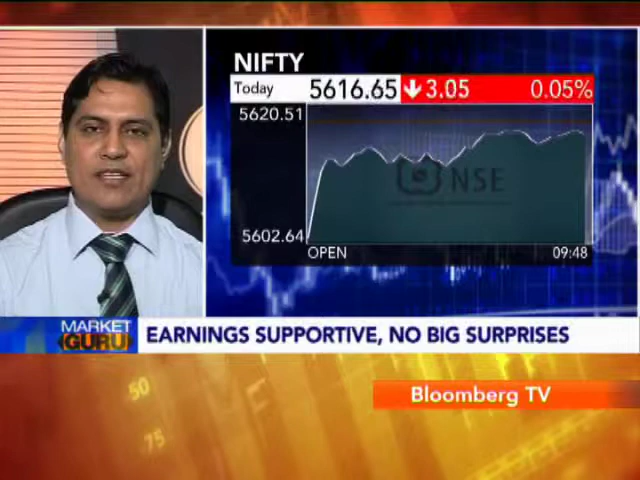 NIFTY
Today 5616.65 3.05 0.05%
5620.51
NSE
5602.64
OPEN 09:48
MARKET GURU
EARNINGS SUPPORTIVE, NO BIG SURPRISES
Bloomberg TV
50
75